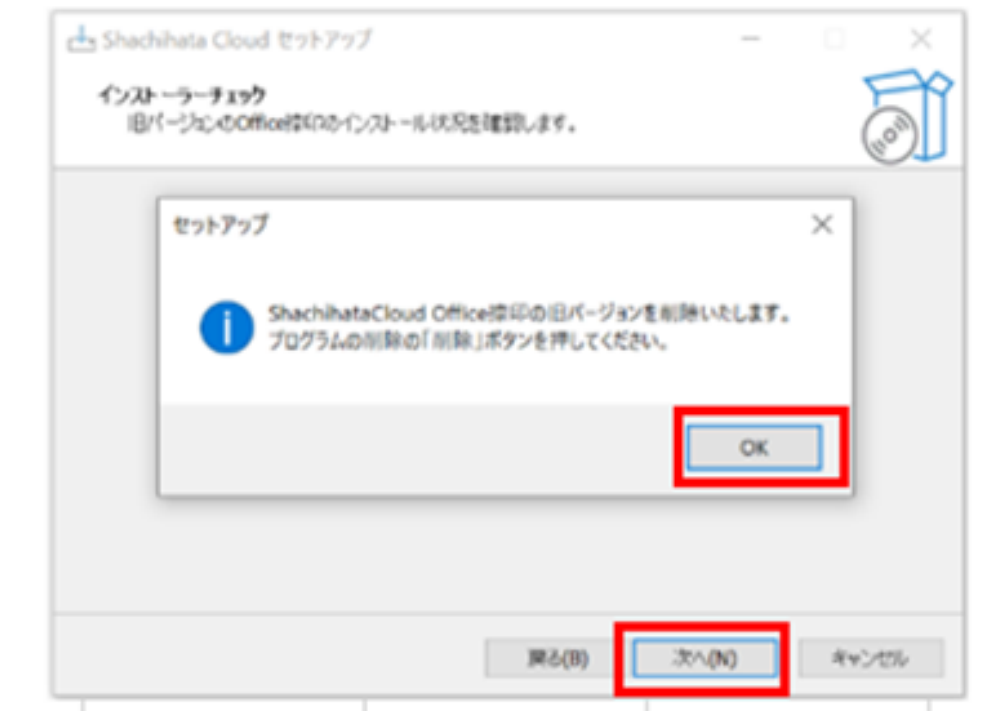 Shachihata Cloud セットアップ
インストーラーチェック
旧バージョンのOffice捺印のインストール状況を確認します。
セットアップ
ShachihataCloud Office捺印の旧バージョンを削除いたします。
プログラムの削除の「削除」ボタンを押してください。
OK
戻る(B)
次へ(N)
キャンセル